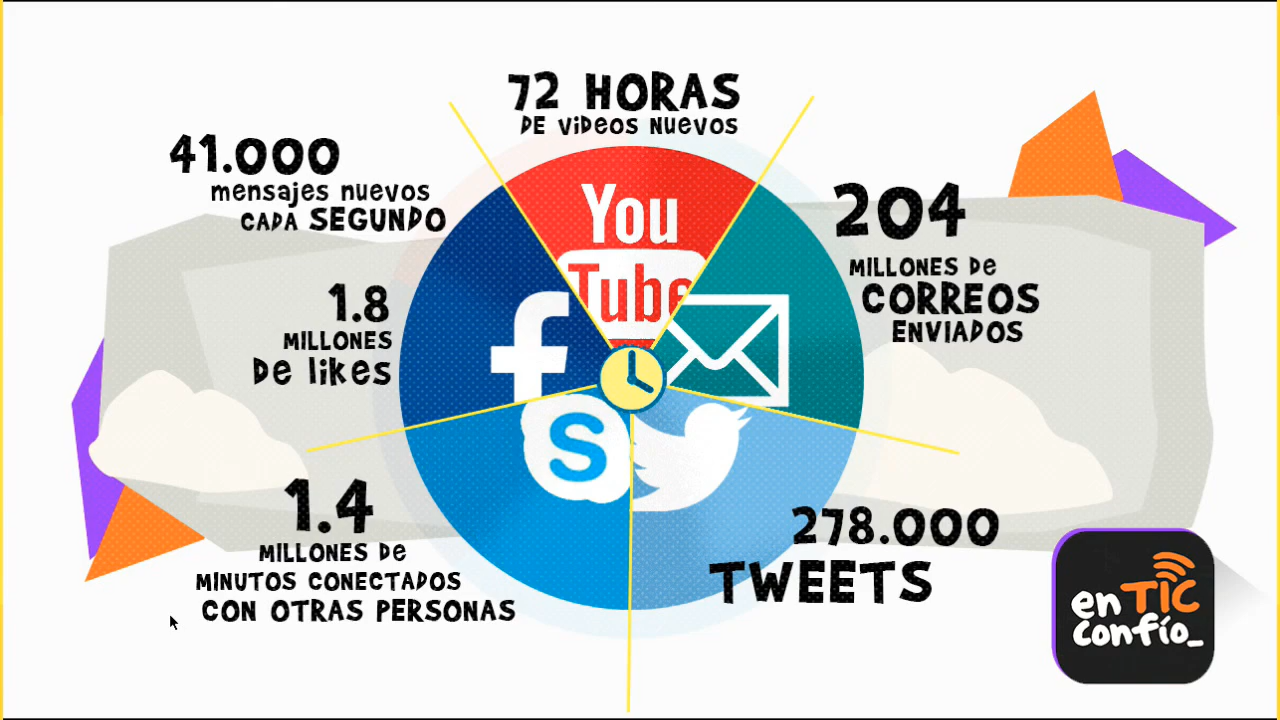 72 HORAS
DE VIDEOS NUEVOS
41.000
mensajes nuevos
CADA SEGUNDO
1.8
MILLONES
De likes
You
Tube
f
204
MILLONES De
CORREOS
ENVIADOS
S
1.4
MILLONES De
MINUTOS CONECTADOS
CON OTRAS PERSONAS
278.000
TWEETS
en TIC
confío_